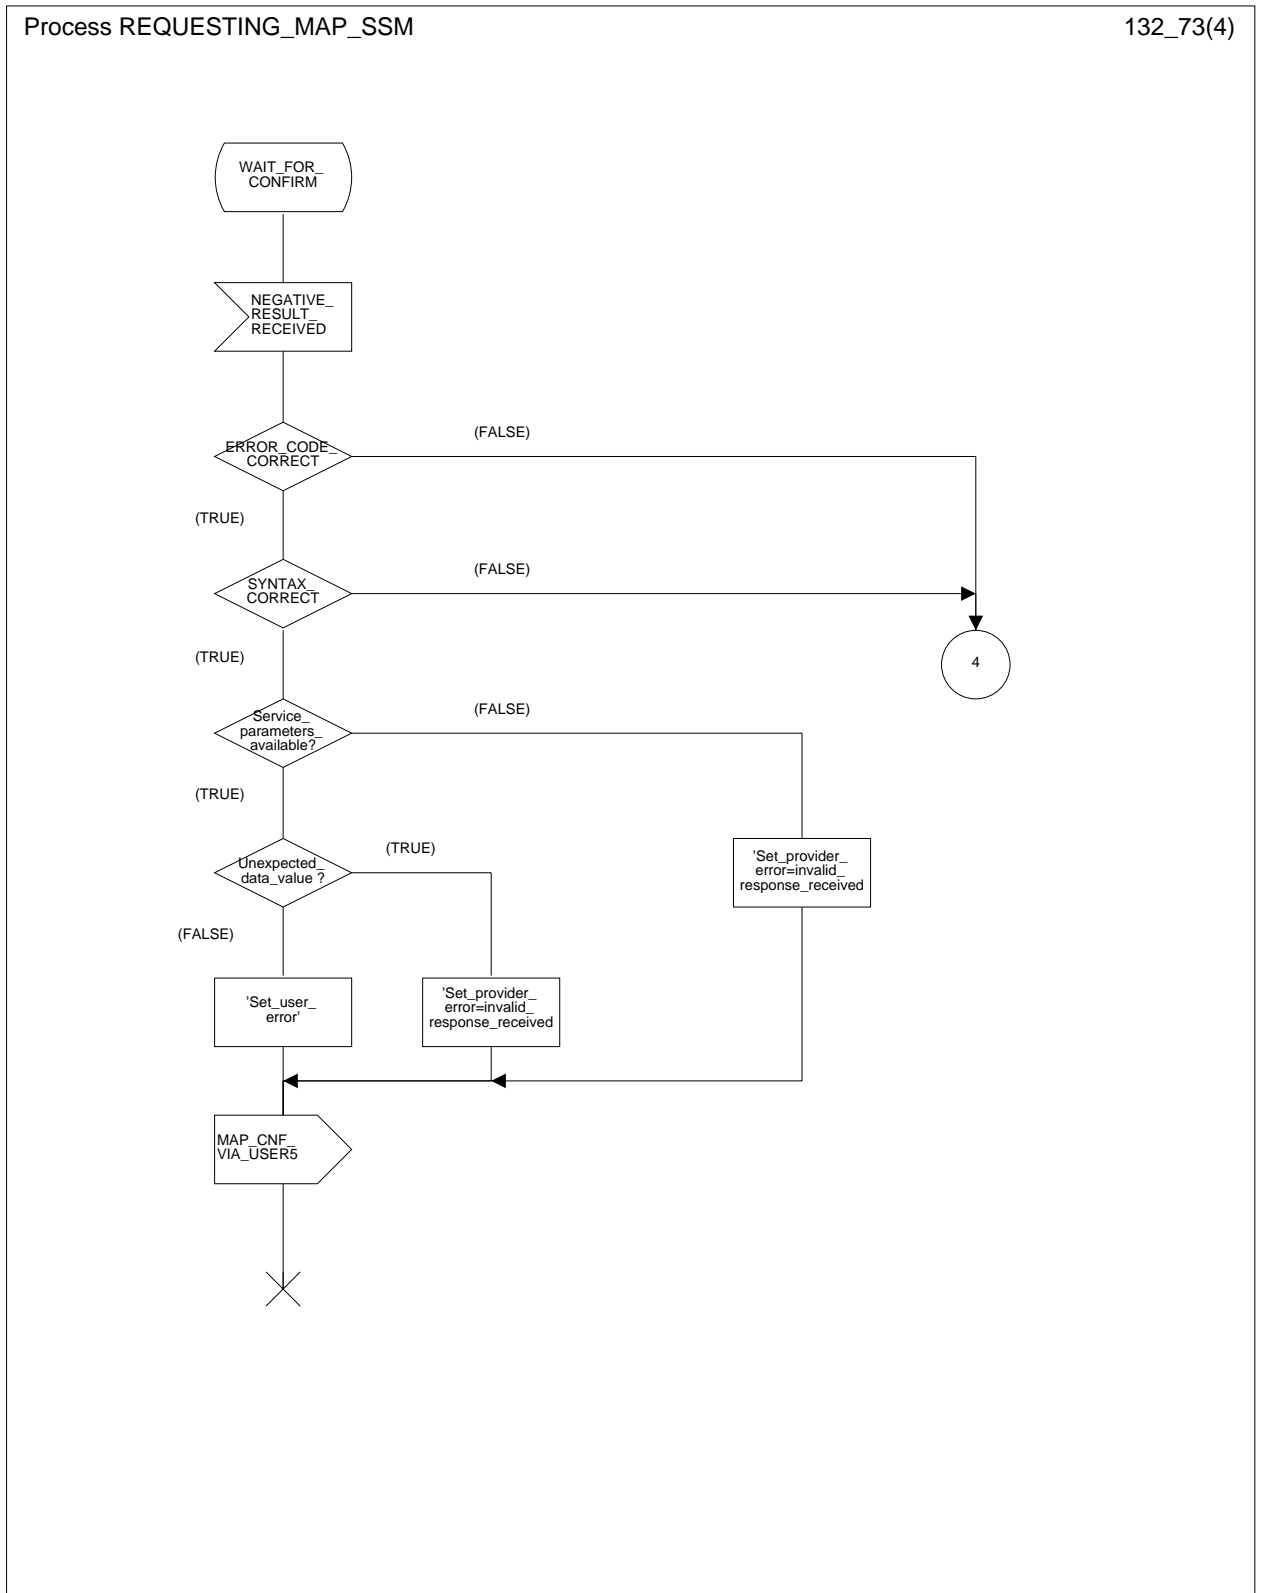 Process REQUESTING_MAP_SSM
132_73(4)
WAIT_FOR_
CONFIRM
NEGATIVE_
RESULT_
RECEIVED
ERROR_CODE_
CORRECT
(FALSE)
(TRUE)
SYNTAX_
CORRECT
(FALSE)
(TRUE)
4
Service_
parameters_
available?
(FALSE)
(TRUE)
Unexpected_
data_value ?
(TRUE)
'Set_provider_
error=invalid_
response_received
(FALSE)
'Set_user_
error'
'Set_provider_
error=invalid_
response_received
MAP_CNF_
VIA_USER5